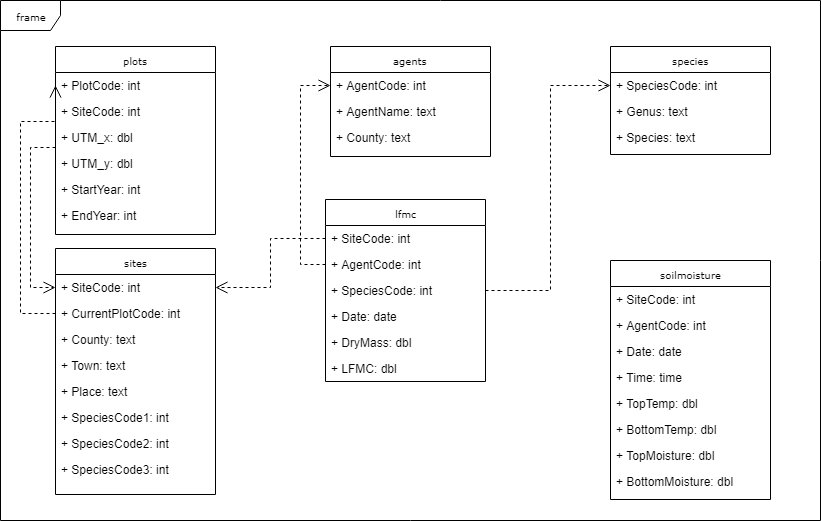 frame
plots
+ PlotCode: int
+ SiteCode: int
+ UTM_x: dbl
+ UTM_y: dbl
+ StartYear: int
+ EndYear: int
agents
+ AgentCode: int
+ AgentName: text
+ County: text
species
+ SpeciesCode: int
+ Genus: text
+ Species: text
sites
+ SiteCode: int
+ CurrentPlotCode: int
+ County: text
+ Town: text
+ Place: text
+ SpeciesCode1: int
+ SpeciesCode2: int
+ SpeciesCode3: int
lfmc
+ SiteCode: int
+ AgentCode: int
+ SpeciesCode: int
+ Date: date
+ DryMass: dbl
+ LFMC: dbl
soilmoisture
+ SiteCode: int
+ AgentCode: int
+ Date: date
+ Time: time
+ TopTemp: dbl
+ BottomTemp: dbl
+ TopMoisture: dbl
+ BottomMoisture: dbl